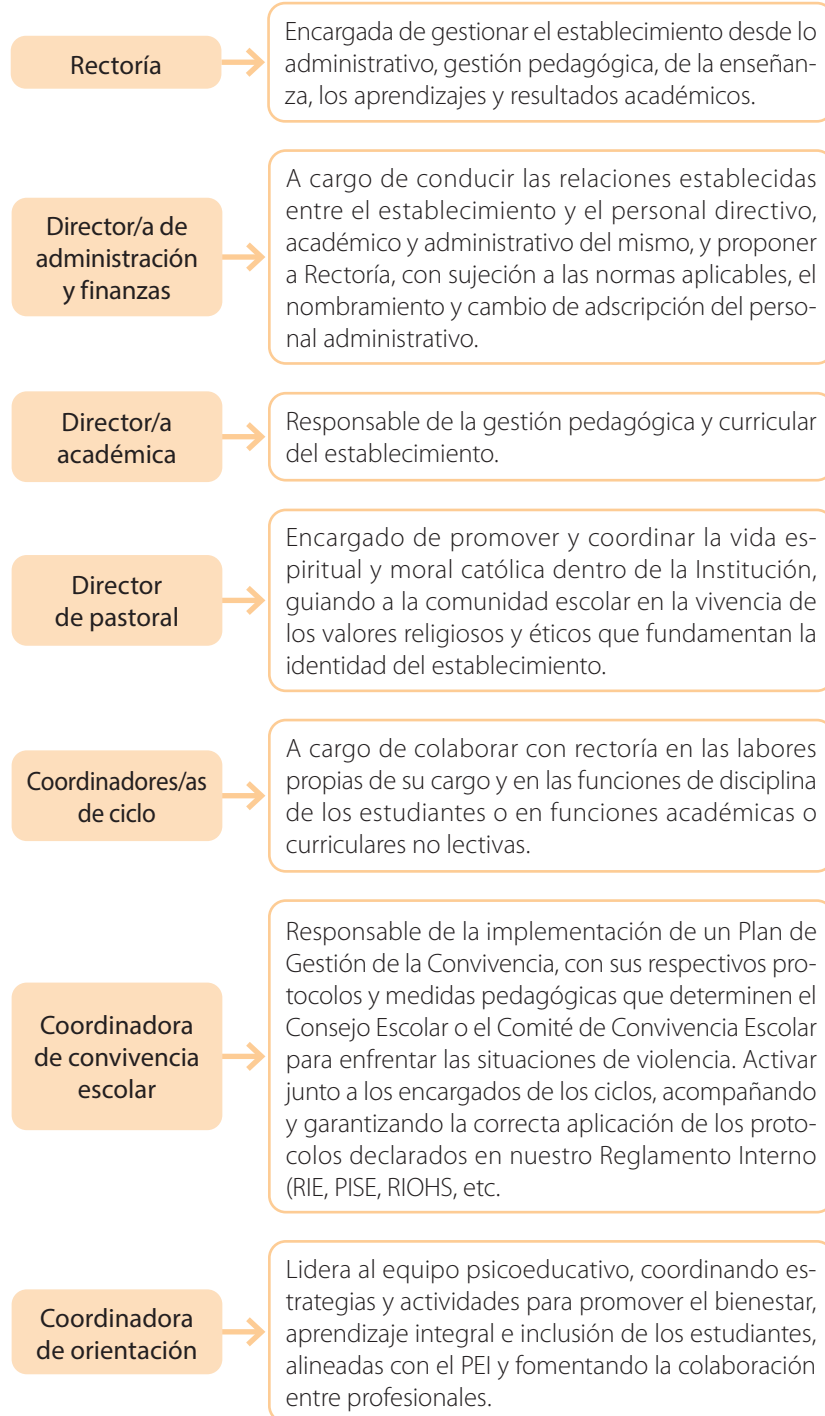 Rectoría
Encargada de gestionar el establecimiento desde lo
administrativo, gestión pedagógica, de la enseñan-
za, los aprendizajes y resultados académicos.
Director/a de
administración
y finanzas
A cargo de conducir las relaciones establecidas
entre el establecimiento y el personal directivo,
académico y administrativo del mismo, y proponer
a Rectoría, con sujeción a las normas aplicables, el
nombramiento y cambio de adscripción del perso-
nal administrativo.
Director/a
académica
Responsable de la gestión pedagógica y curricular
del establecimiento.
Director
de pastoral
Encargado de promover y coordinar la vida es-
piritual y moral católica dentro de la Institución,
guiando a la comunidad escolar en la vivencia de
los valores religiosos y éticos que fundamentan la
identidad del establecimiento.
Coordinadores/as
de ciclo
A cargo de colaborar con rectoría en las labores
propias de su cargo y en las funciones de disciplina
de los estudiantes o en funciones académicas o
curriculares no lectivas.
Coordinadora
de convivencia
escolar
Responsable de la implementación de un Plan de
Gestión de la Convivencia, con sus respectivos pro-
tocolos y medidas pedagógicas que determinen el
Consejo Escolar o el Comité de Convivencia Escolar
para enfrentar las situaciones de violencia. Activar
junto a los encargados de los ciclos, acompañando
y garantizando la correcta aplicación de los proto-
colos declarados en nuestro Reglamento Interno
(RIE, PISE, RIOHS, etc.
Coordinadora
de orientación
Lidera al equipo psicoeducativo, coordinando es-
trategias y actividades para promover el bienestar,
aprendizaje integral e inclusión de los estudiantes,
alineadas con el PEI y fomentando la colaboración
entre profesionales.